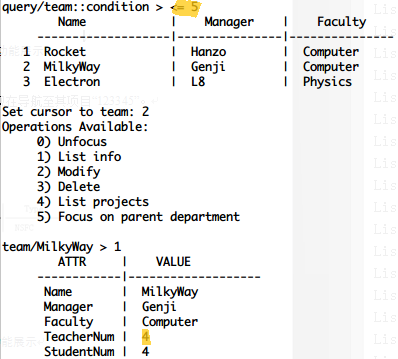 query/team::condition > <= 5
Name | Manager | Faculty
--------------------|----------------|----------------
1 Rocket | Hanzo | Computer
2 MilkyWay | Genji | Computer
3 Electron | L8 | Physics
Set cursor to team: 2
Operations Available:
0) Unfocus
1) List info
2) Modify
3) Delete
4) List projects
5) Focus on parent department
team/MilkyWay > 1
ATTR | VALUE
------------|-------------------
Name | MilkyWay
Manager | Genji
Faculty | Computer
TeacherNum | 4
StudentNum | 4